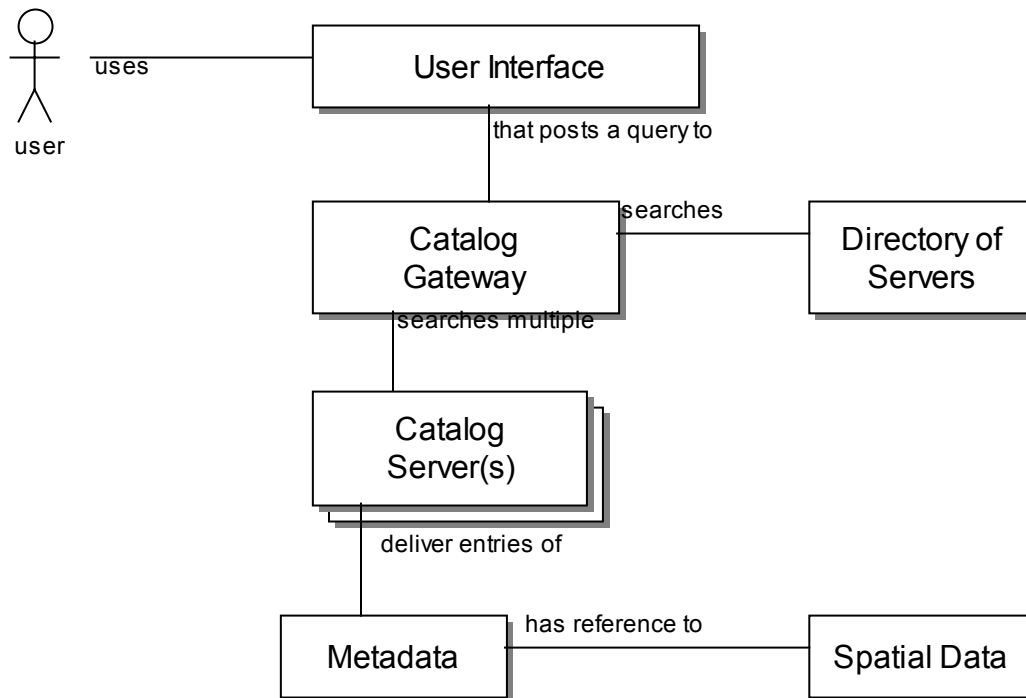 User Interface
uses
that posts a query to
user
searches
Catalog
Gateway
Directory of
Servers
searches multiple
Catalog
Server(s)
deliver entries of
has reference to
Metadata
Spatial Data